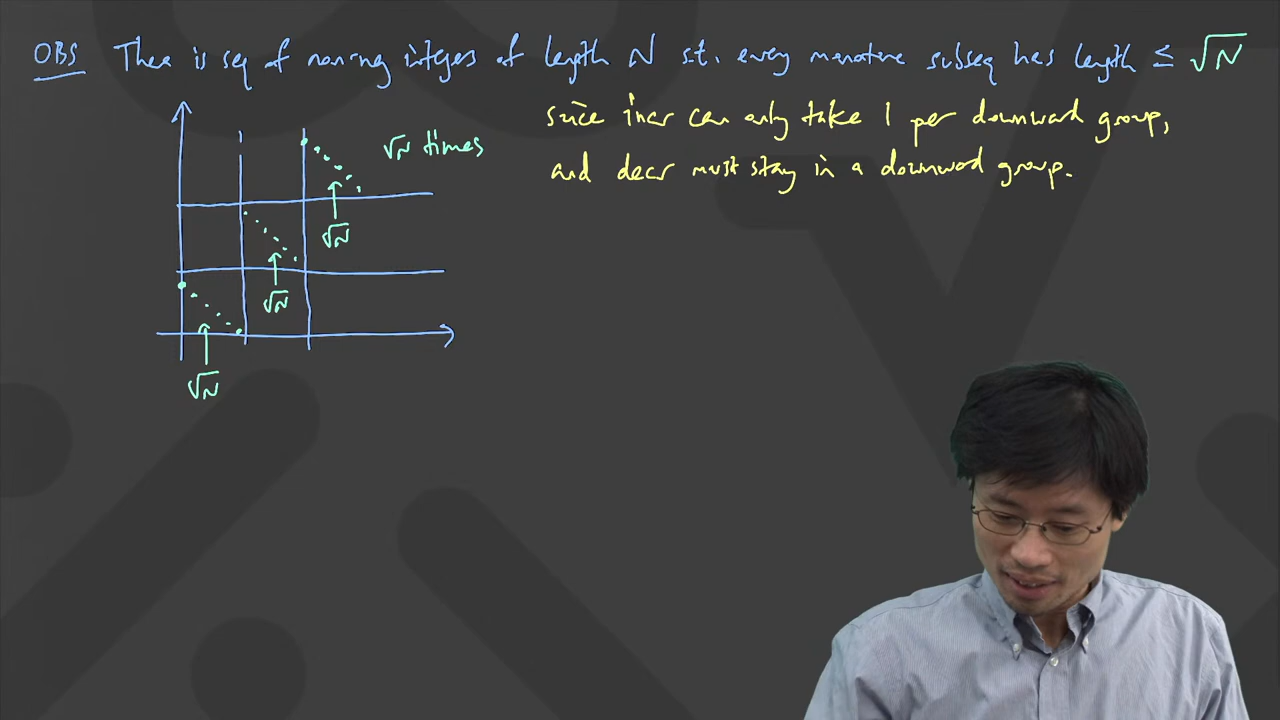 OBS There is seq of nonneg integers of length N s.t. every monotone subseq has length ≤ √N
since incr can only take 1 per downward group,
and decr must stay in a downward group.
√N times
√N
√N
√N